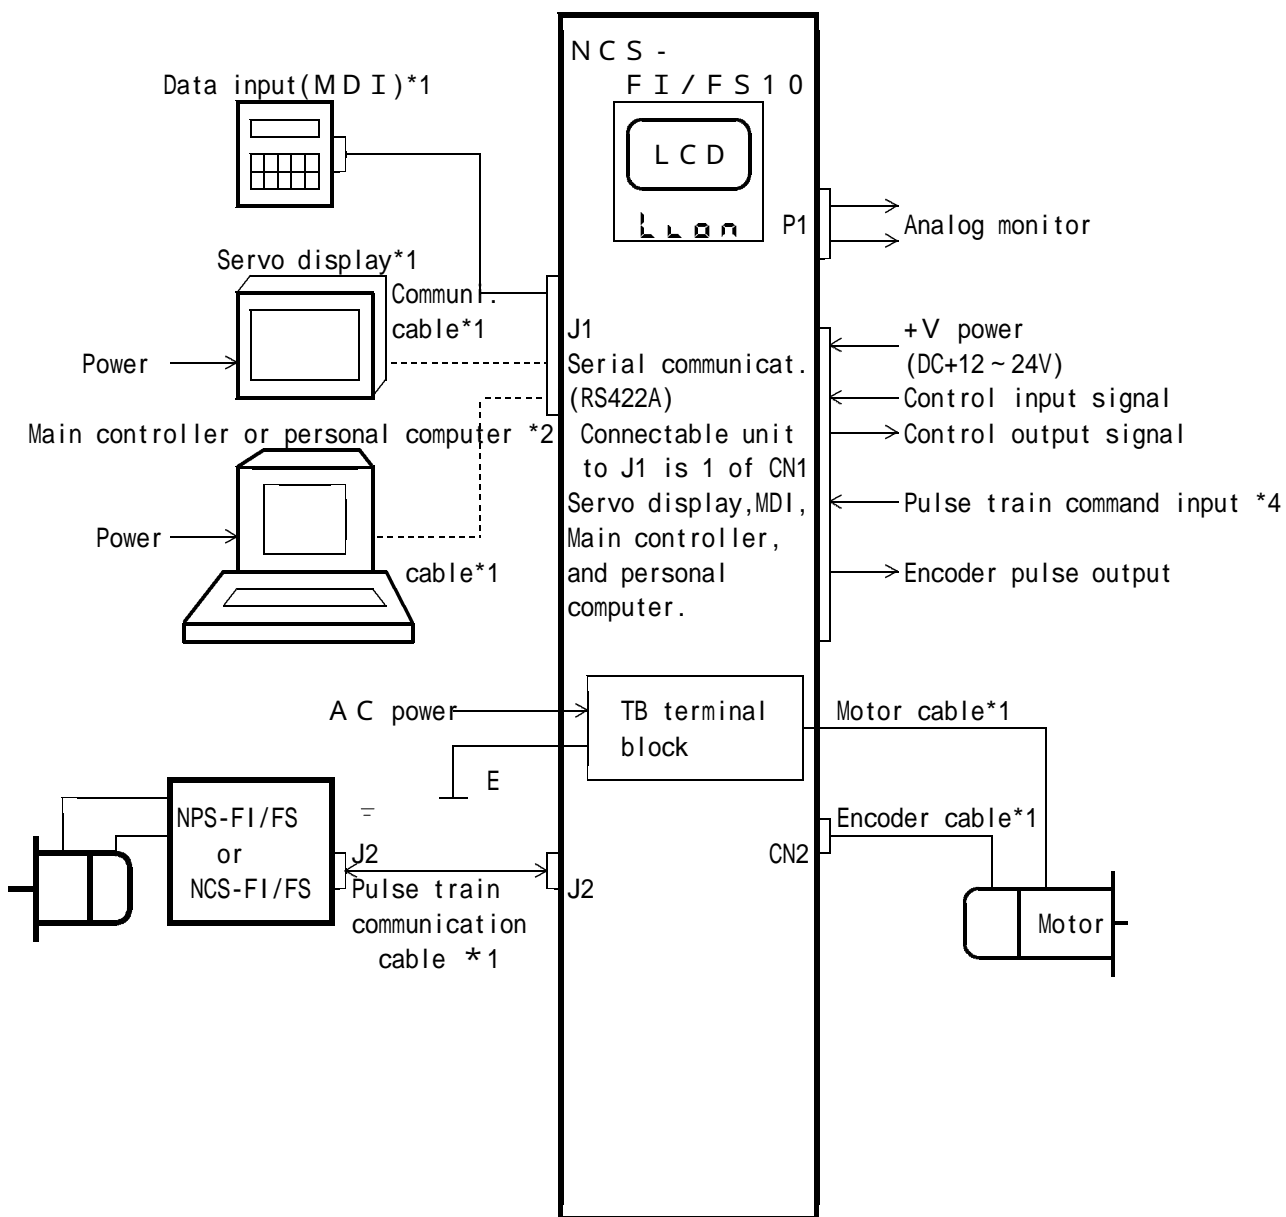 NCS-
FI/FS10
Data input(MDI)*1
LCD
P1
Analog monitor
Servo display*1
Communi.
cable*1
Power
J1
Serial communicat.
(RS422A)
Connectable unit
to J1 is 1 of CN1
Servo display,MDI,
Main controller,
and personal
computer.
+V power
(DC+12~24V)
Control input signal
Control output signal
Pulse train command input *4
Encoder pulse output
Main controller or personal computer *2
Power
cable*1
AC power
E
TB terminal
block
Motor cable*1
NPS-FI/FS
or
NCS-FI/FS
J2
Pulse train
communication
cable *1
J2
Encoder cable*1
CN2
Motor